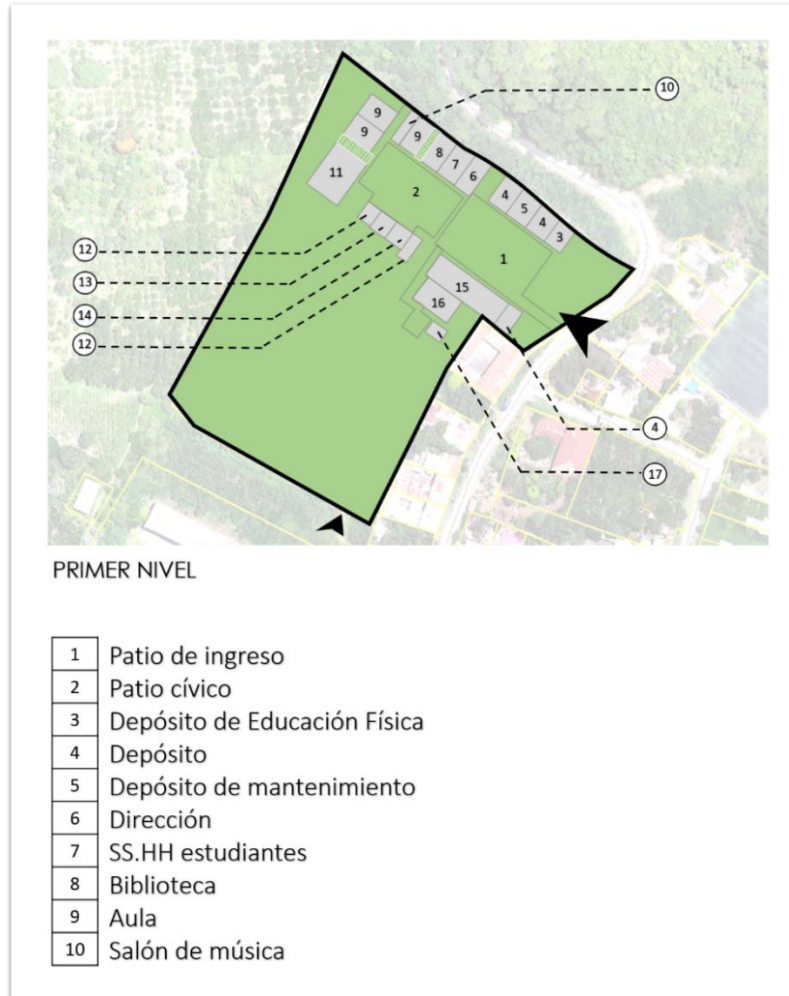 10
9
9
9
8
7
6
11
2
4
5
4
3
1
12
13
14
12
15
16
4
17
PRIMER NIVEL
1 Patio de ingreso
2 Patio cívico
3 Depósito de Educación Física
4 Depósito
5 Depósito de mantenimiento
6 Dirección
7 SS.HH estudiantes
8 Biblioteca
9 Aula
10 Salón de música